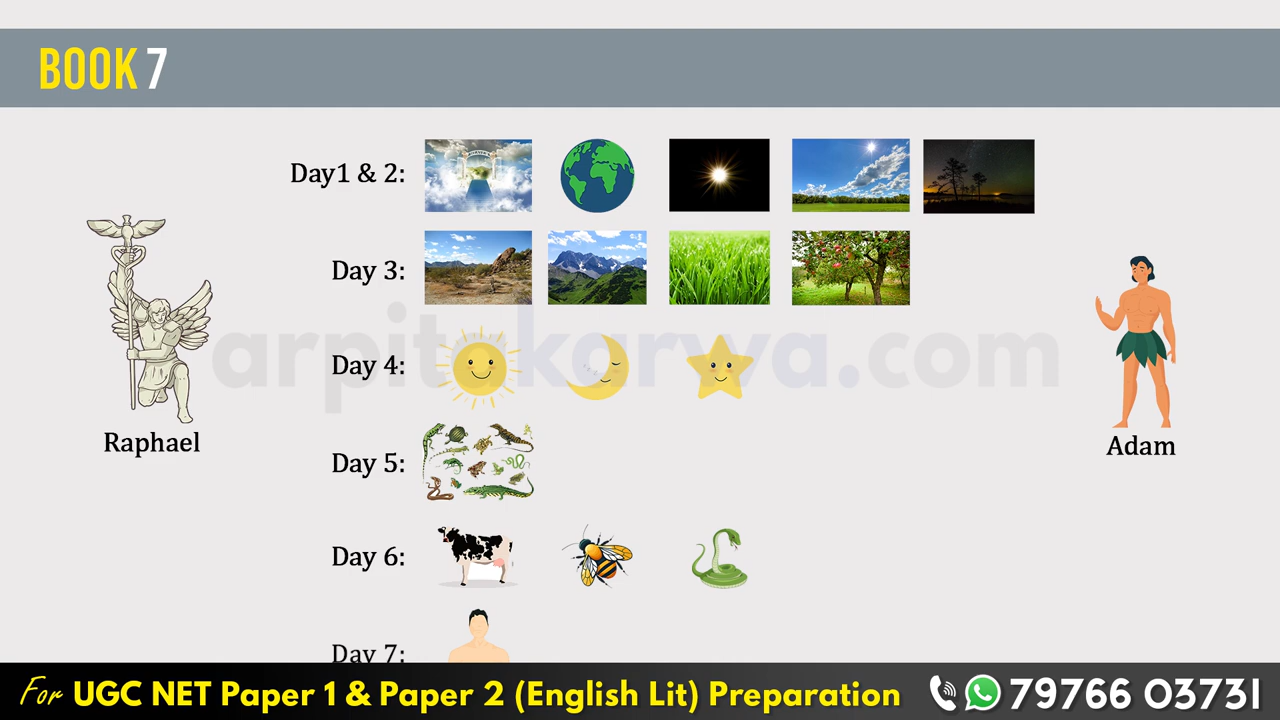 BOOK 7
Day1 & 2:
Day 3:
Day 4:
Day 5:
Day 6:
Day 7:
Raphael
Adam
arpitakarwa.com
For UGC NET Paper 1 & Paper 2 (English Lit) Preparation
79766 03731